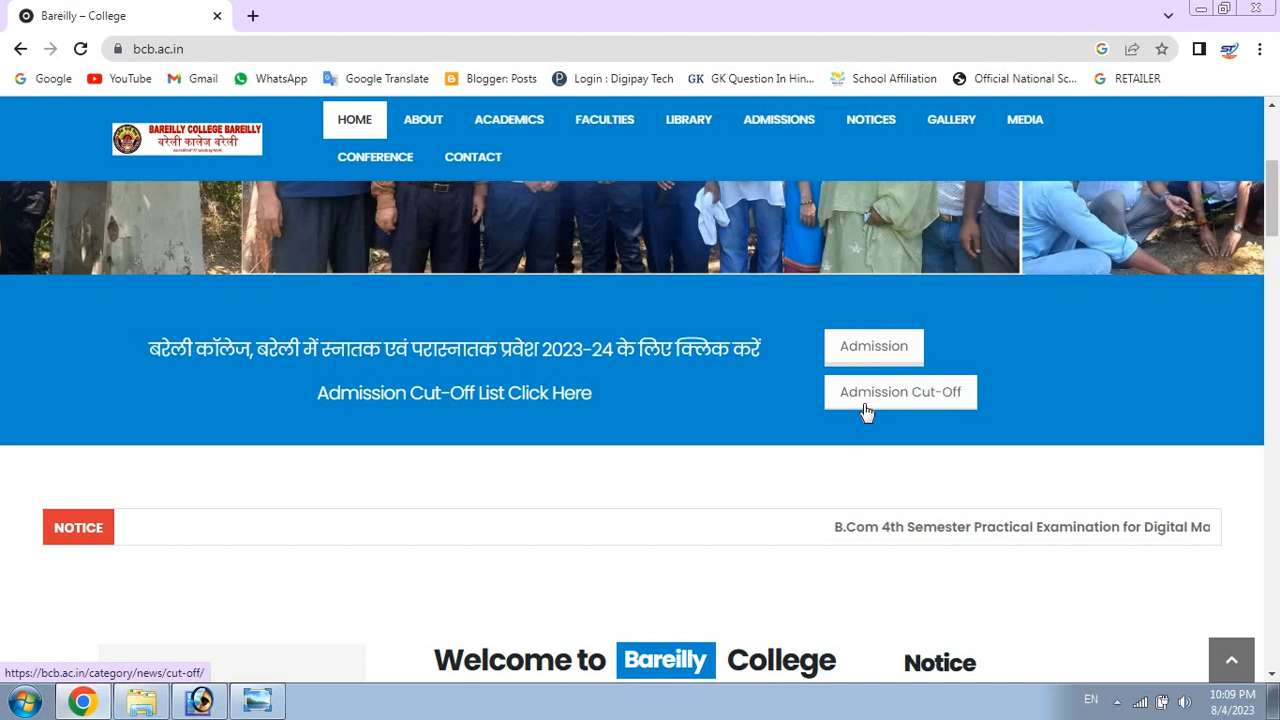 Bareilly – College
bcb.ac.in
Google
YouTube
Gmail
WhatsApp
Google Translate
Blogger: Posts
Login : Digipay Tech
GK Question In Hin...
School Affiliation
Official National Sc...
RETAILER
BAREILLY COLLEGE BAREILLY
बरेली कालेज बरेली
HOME
ABOUT
ACADEMICS
FACULTIES
LIBRARY
ADMISSIONS
NOTICES
GALLERY
MEDIA
CONFERENCE
CONTACT
बरेली कॉलेज, बरेली में स्नातक एवं परास्नातक प्रवेश 2023-24 के लिए क्लिक करें
Admission
Admission Cut-Off List Click Here
Admission Cut-Off
NOTICE
B.Com 4th Semester Practical Examination for Digital Ma
Welcome to Bareilly College
Notice
https://bcb.ac.in/category/news/cut-off/
EN
10:09 PM
8/4/2023